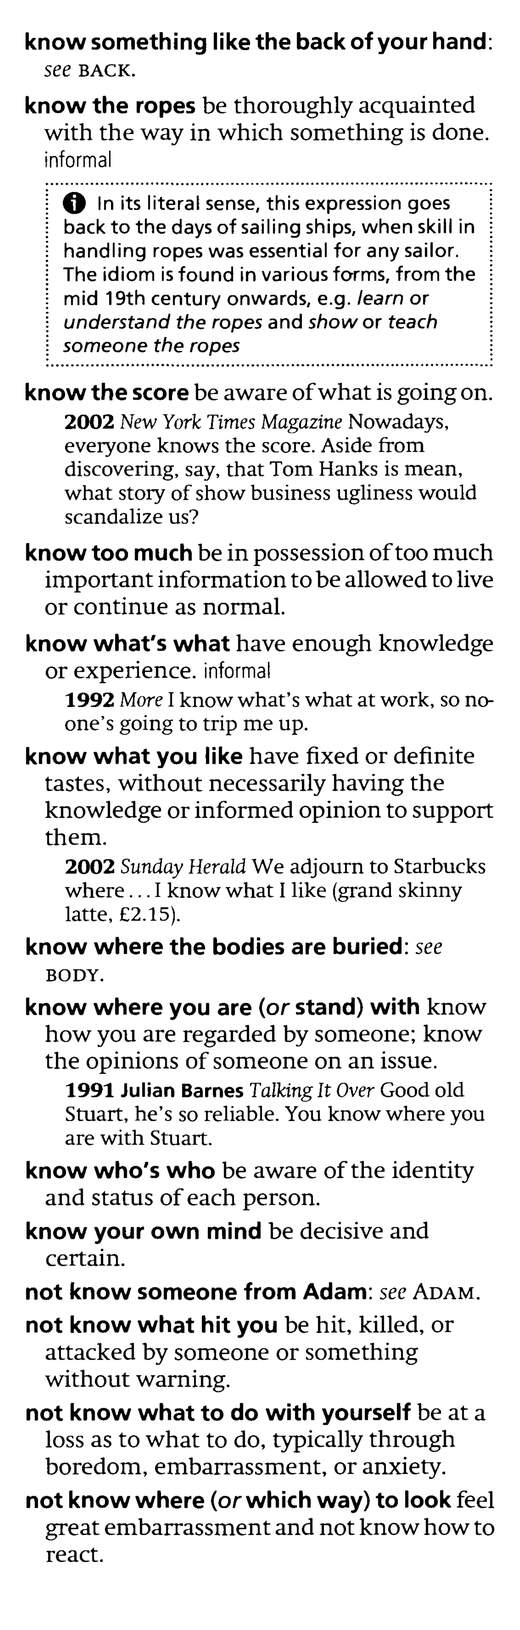 know something like the back of your hand:
see BACK.
know the ropes be thoroughly acquainted
with the way in which something is done.
informal
In its literal sense, this expression goes
back to the days of sailing ships, when skill in
handling ropes was essential for any sailor.
The idiom is found in various forms, from the
mid 19th century onwards, e.g. learn or
understand the ropes and show or teach
someone the ropes
know the score be aware of what is going on.
2002 New York Times Magazine Nowadays,
everyone knows the score. Aside from
discovering, say, that Tom Hanks is mean,
what story of show business ugliness would
scandalize us?
know too much be in possession of too much
important information to be allowed to live
or continue as normal.
know what's what have enough knowledge
or experience. informal
1992 More I know what's what at work, so no-
one's going to trip me up.
know what you like have fixed or definite
tastes, without necessarily having the
knowledge or informed opinion to support
them.
2002 Sunday Herald We adjourn to Starbucks
where...I know what I like (grand skinny
latte, £2.15).
know where the bodies are buried: see
BODY.
know where you are (or stand) with know
how you are regarded by someone; know
the opinions of someone on an issue.
1991 Julian Barnes Talking It Over Good old
Stuart, he's so reliable. You know where you
are with Stuart.
know who's who be aware of the identity
and status of each person.
know your own mind be decisive and
certain.
not know someone from Adam: see ADAM.
not know what hit you be hit, killed, or
attacked by someone or something
without warning.
not know what to do with yourself be at a
loss as to what to do, typically through
boredom, embarrassment, or anxiety.
not know where (or which way) to look feel
great embarrassment and not know how to
react.